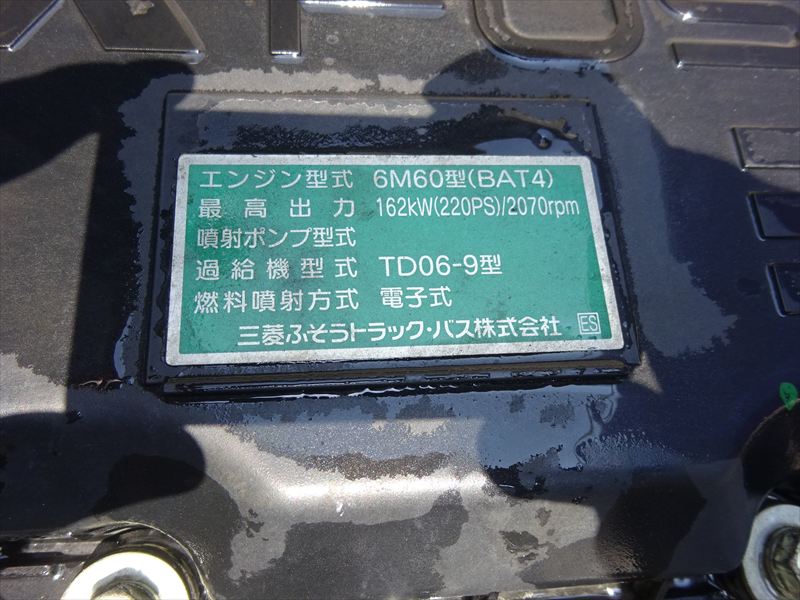 エンジン型式 6M60型(BAT4)
最高出力 162kW(220PS)/2070rpm
噴射ポンプ型式
過給機型式 TD06-9型
燃料噴射方式 電子式
三菱ふそうトラック・バス株式会社 ES